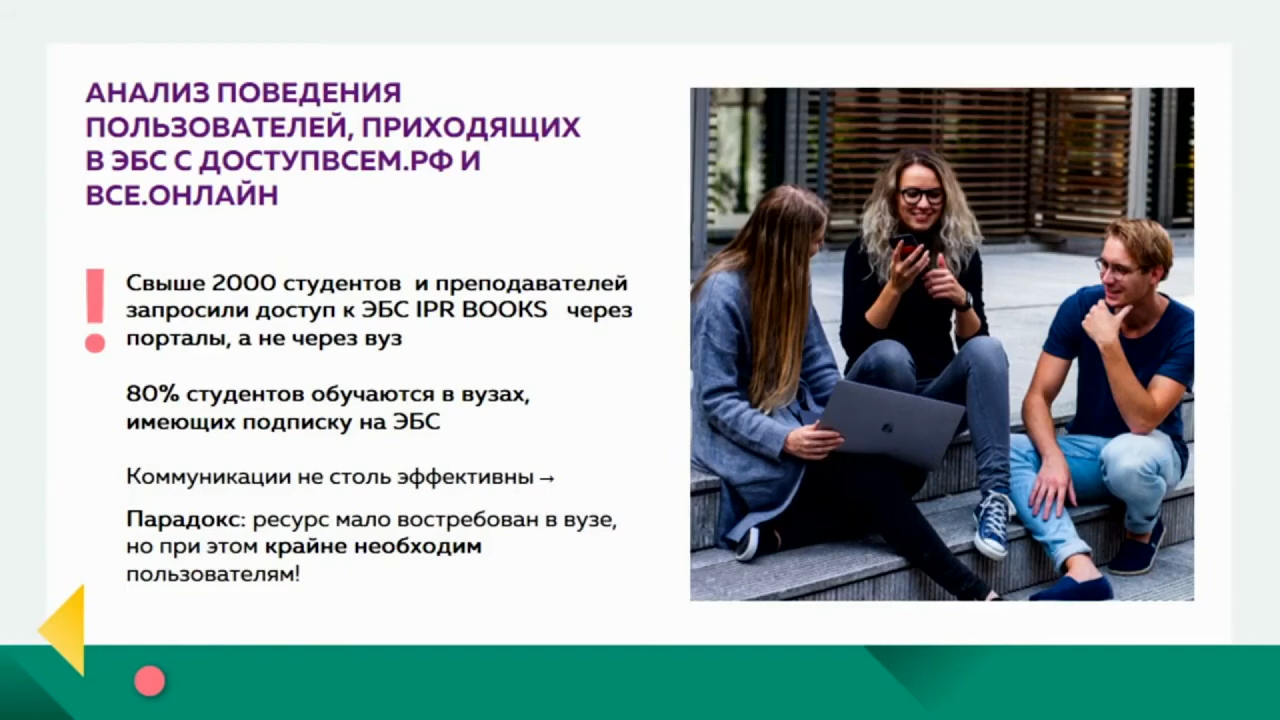 АНАЛИЗ ПОВЕДЕНИЯ
ПОЛЬЗОВАТЕЛЕЙ, ПРИХОДЯЩИХ
В ЭБС С ДОСТУПВСЕМ.РФ И
ВСЕ.ОНЛАЙН
Свыше 2000 студентов и преподавателей
запросили доступ к ЭБС IPR BOOKS через
порталы, а не через вуз
80% студентов обучаются в вузах,
имеющих подписку на ЭБС
Коммуникации не столь эффективны →
Парадокс: ресурс мало востребован в вузе,
но при этом крайне необходим
пользователям!